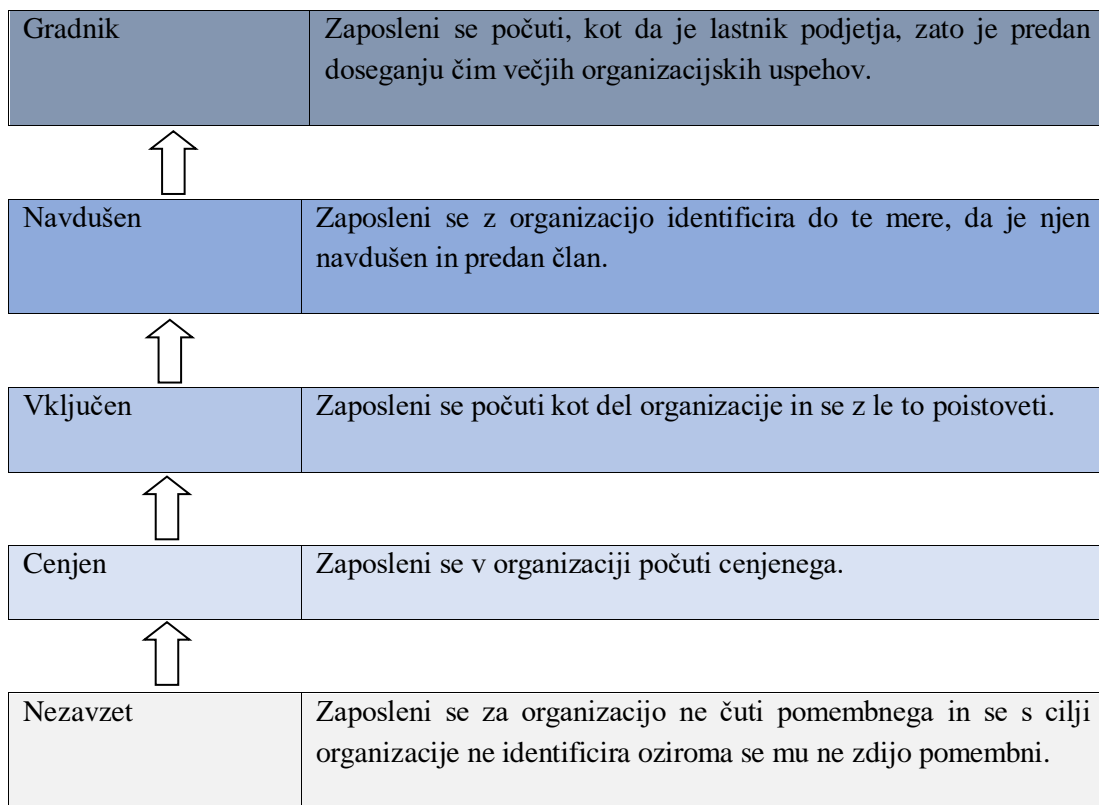 Gradnik
Zaposleni se počuti, kot da je lastnik podjetja, zato je predan
doseganju čim večjih organizacijskih uspehov.
Navdušen
Zaposleni se z organizacijo identificira do te mere, da je njen
navdušen in predan član.
Vključen
Zaposleni se počuti kot del organizacije in se z le to poistoveti.
Cenjen
Zaposleni se v organizaciji počuti cenjenega.
Nezavzet
Zaposleni se za organizacijo ne čuti pomembnega in se s cilji
organizacije ne identificira oziroma se mu ne zdijo pomembni.